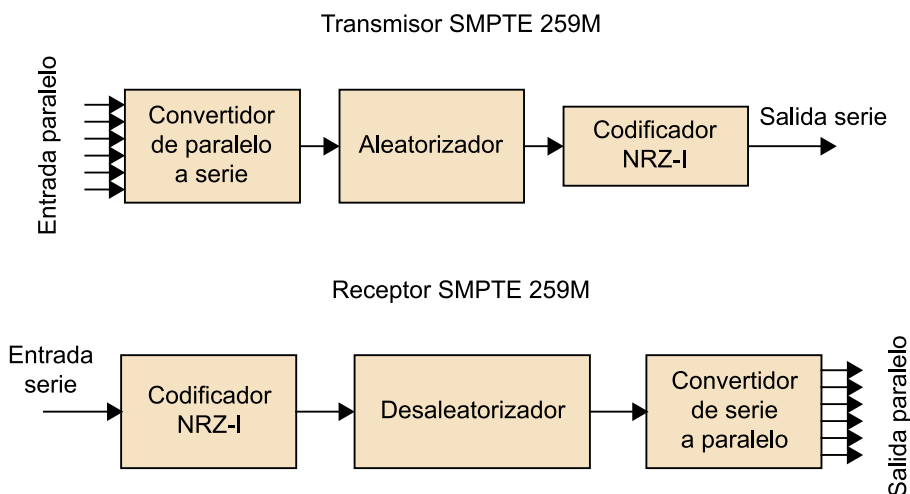 Transmisor SMPTE 259M
Entrada paralelo
Convertidor
de paralelo
a serie
Aleatorizador
Codificador
NRZ-I
Salida serie
Receptor SMPTE 259M
Entrada
serie
Codificador
NRZ-I
Desaleatorizador
Convertidor
de serie
a paralelo
Salida paralelo